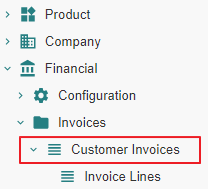 Product
Company
Financial
Configuration
Invoices
Customer Invoices
Invoice Lines